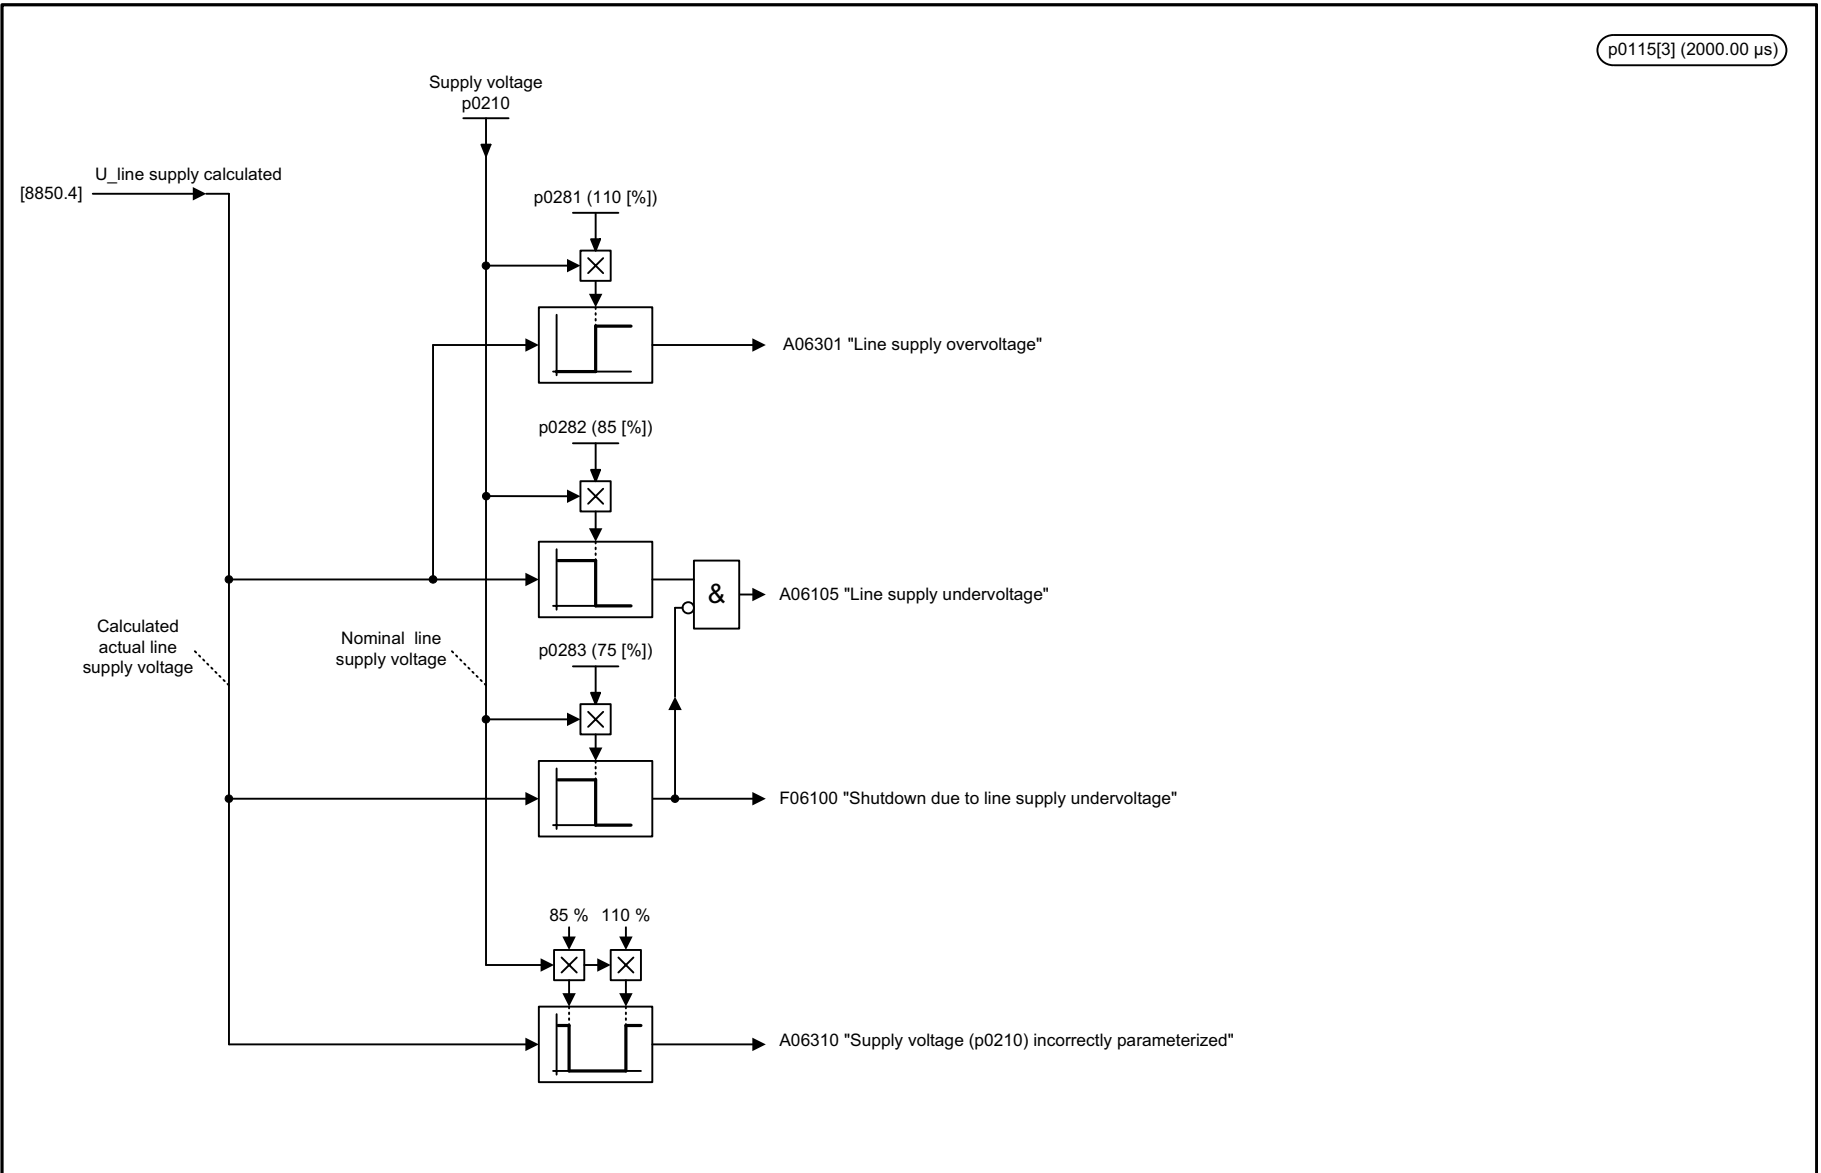 p0115[3] (2000.00 µs)
Supply voltage
p0210
U_line supply calculated
[8850.4]
p0281 (110 [%])
A06301 "Line supply overvoltage"
p0282 (85 [%])
&
A06105 "Line supply undervoltage"
Calculated
actual line
supply voltage
Nominal line
supply voltage
p0283 (75 [%])
F06100 "Shutdown due to line supply undervoltage"
85 % 110 %
A06310 "Supply voltage (p0210) incorrectly parameterized"